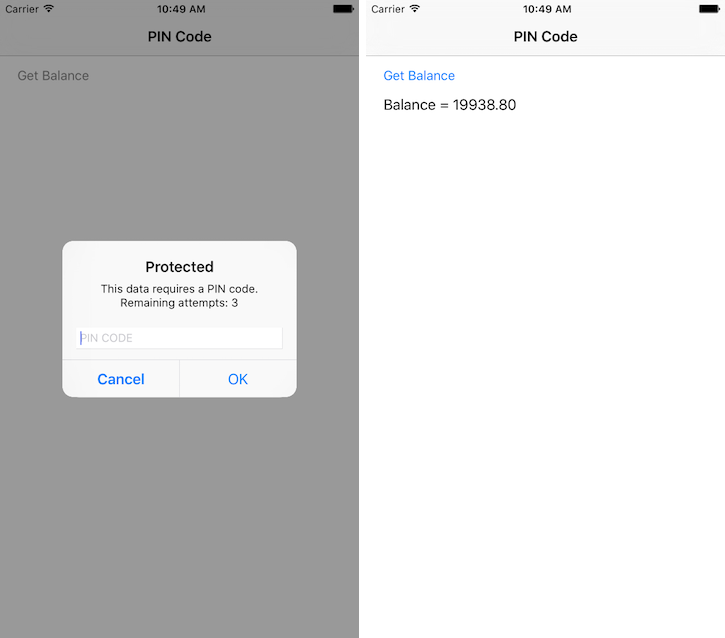 Carrier
10:49 AM
PIN Code
Get Balance
Protected
This data requires a PIN code.
Remaining attempts: 3
PIN CODE
Cancel
OK
Carrier
10:49 AM
PIN Code
Get Balance
Balance = 19938.80